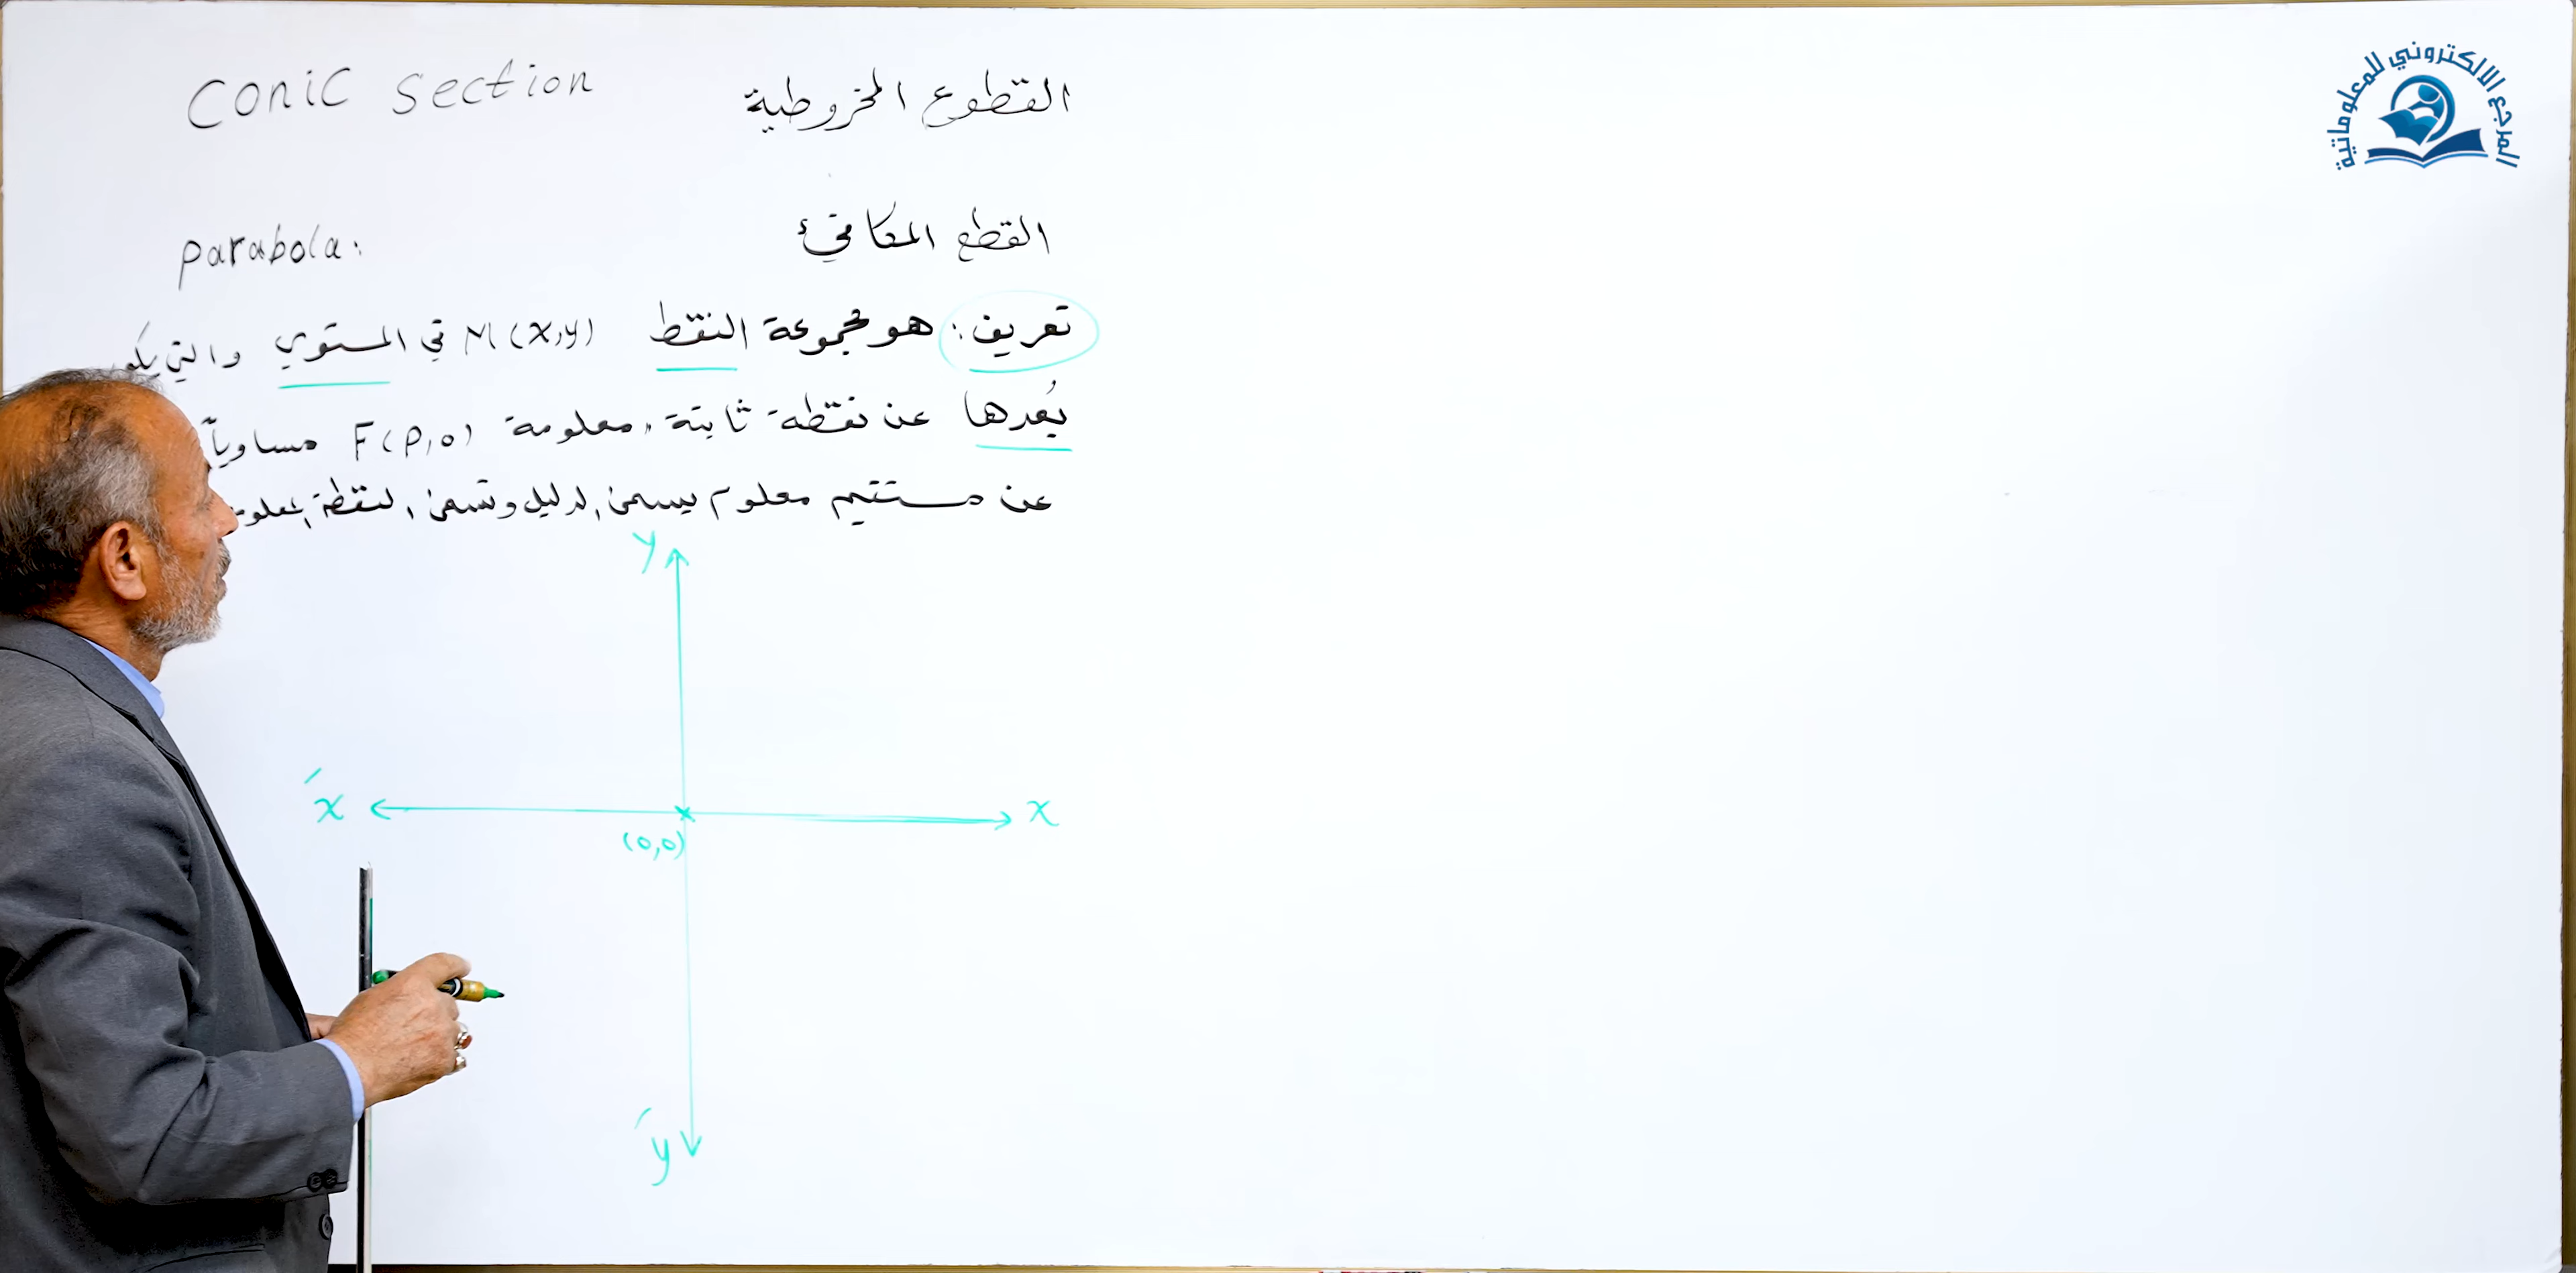 القطوع المخروطية conic section
القطع المكافئ parabola:
تعريف: هو مجموعة النقط M(x,y) في المستوي والتي
بُعدها عن نقطة ثابتة معلومة F(p,0) مساوياً
عن مستقيم معلوم يسمى الدليل وتسمى النقطة
y
x́ x
(0,0)
ý
المرجع الالكتروني للمعلوماتية